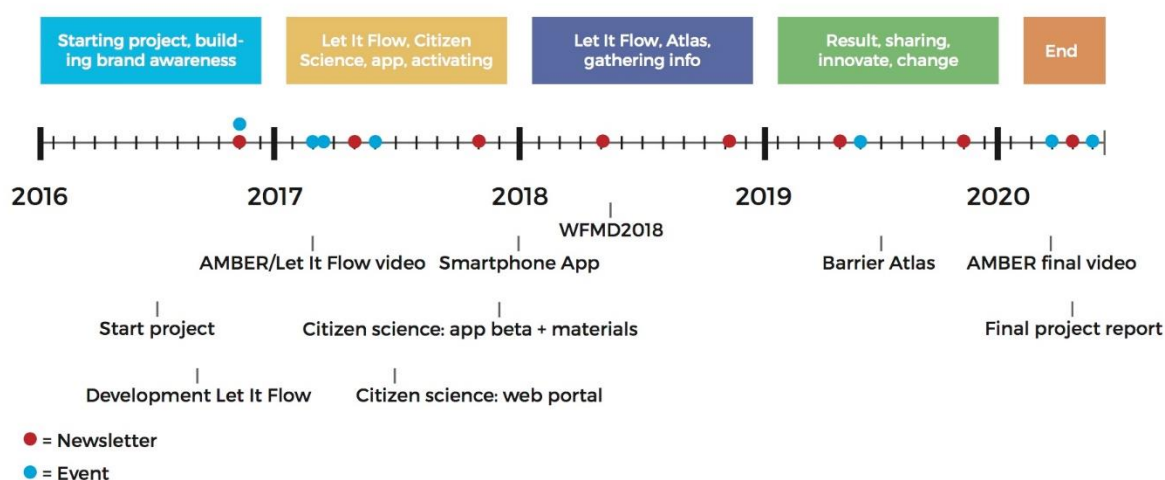 Starting project, build-
ing brand awareness
Let It Flow, Citizen
Science, app, activating
Let It Flow, Atlas,
gathering info
Result, sharing,
innovate, change
End
2016
2017
2018
2019
2020
WFMD2018
AMBER/Let It Flow video
Smartphone App
Barrier Atlas
AMBER final video
Start project
Citizen science: app beta + materials
Final project report
Development Let It Flow
Citizen science: web portal
= Newsletter
= Event